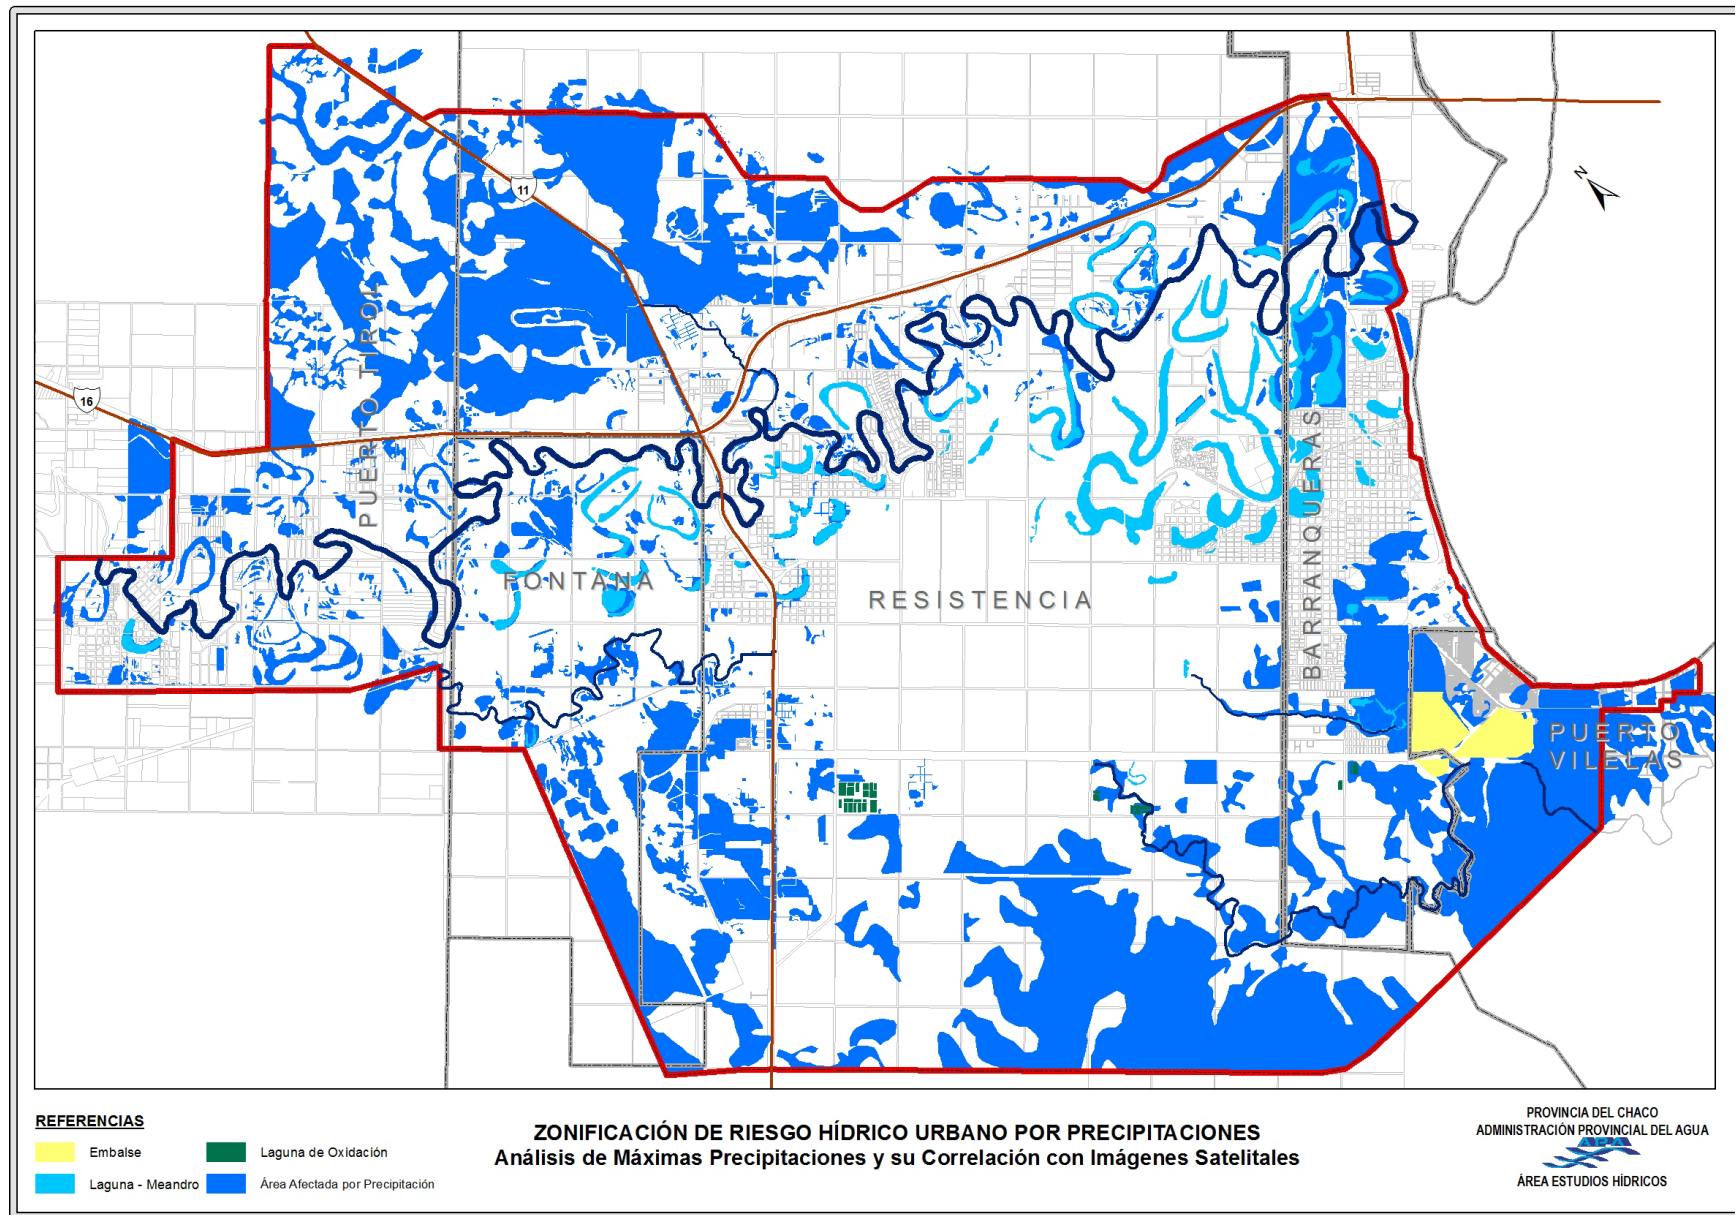 N
11
16
PUERTO TIROL
FONTANA
RESISTENCIA
BARRANQUERAS
PUERTO
VILELAS
REFERENCIAS
Embalse
Laguna de Oxidación
Laguna - Meandro
Área Afectada por Precipitación
ZONIFICACIÓN DE RIESGO HÍDRICO URBANO POR PRECIPITACIONES
Análisis de Máximas Precipitaciones y su Correlación con Imágenes Satelitales
PROVINCIA DEL CHACO
ADMINISTRACIÓN PROVINCIAL DEL AGUA
APA
ÁREA ESTUDIOS HÍDRICOS